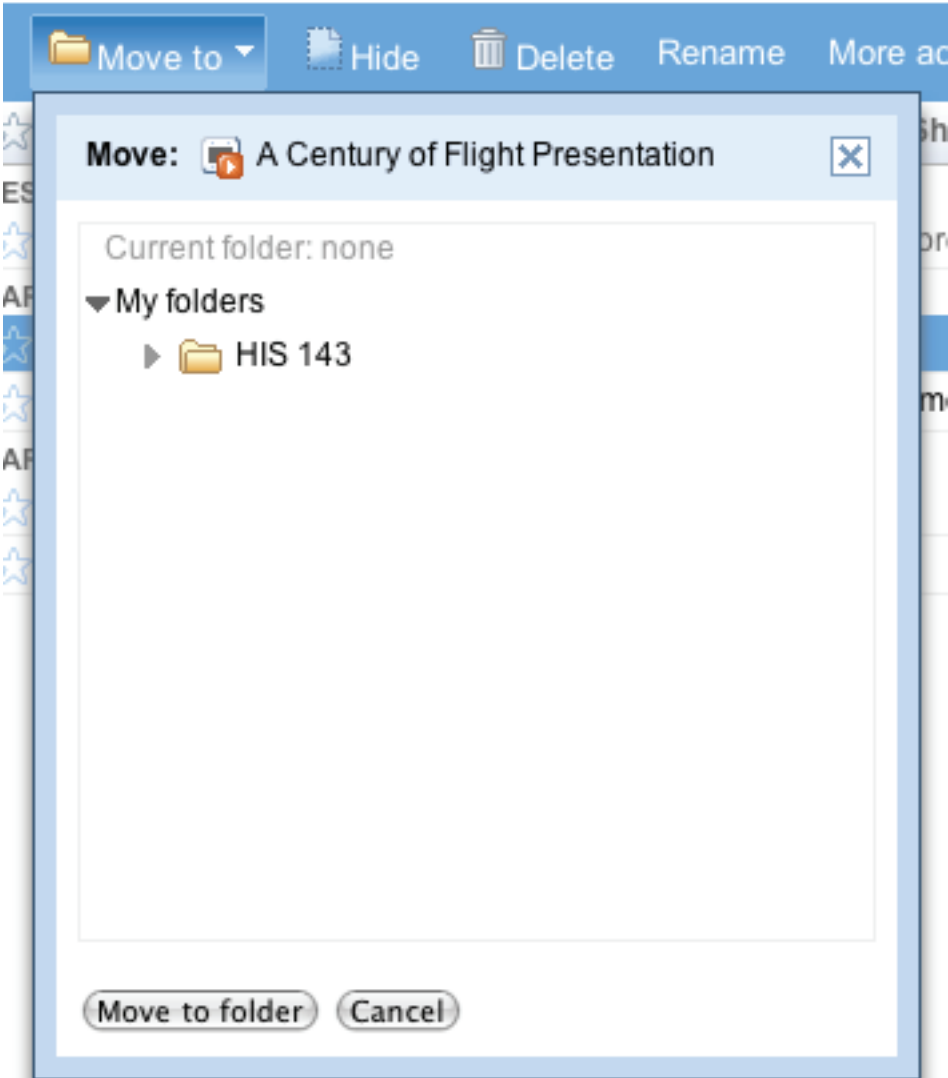 Move to Hide Delete Rename More
Move: A Century of Flight Presentation
Current folder: none
My folders
HIS 143
Move to folder Cancel